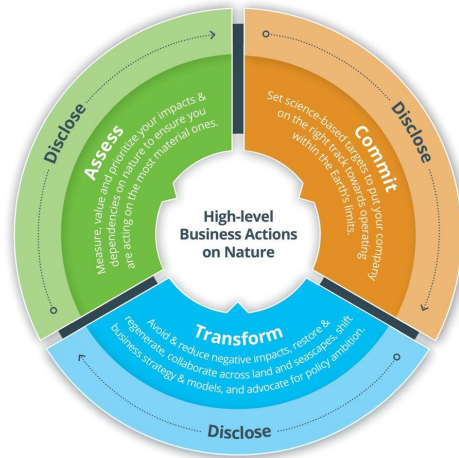 High-level
Business Actions
on Nature
Disclose
Assess
Measure, value and prioritize your impacts &
dependencies on nature to ensure you
are acting on the most material ones.
Disclose
Commit
Set science-based targets to put your company
on the right track towards operating
within the Earth's limits.
Transform
Avoid & reduce negative impacts, restore &
regenerate, collaborate across land and seascapes, shift
business strategy & models, and advocate for policy ambition.
Disclose